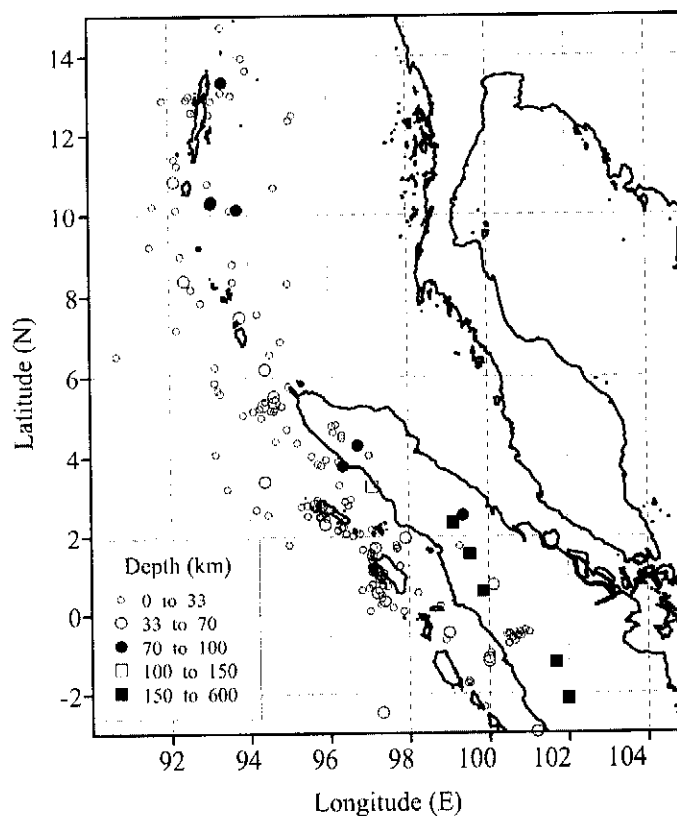 14
12
10
8
6
4
2
0
-2
Latitude (N)
Depth (km)
0 to 33
33 to 70
70 to 100
100 to 150
150 to 600
92 94 96 98 100 102 104
Longitude (E)